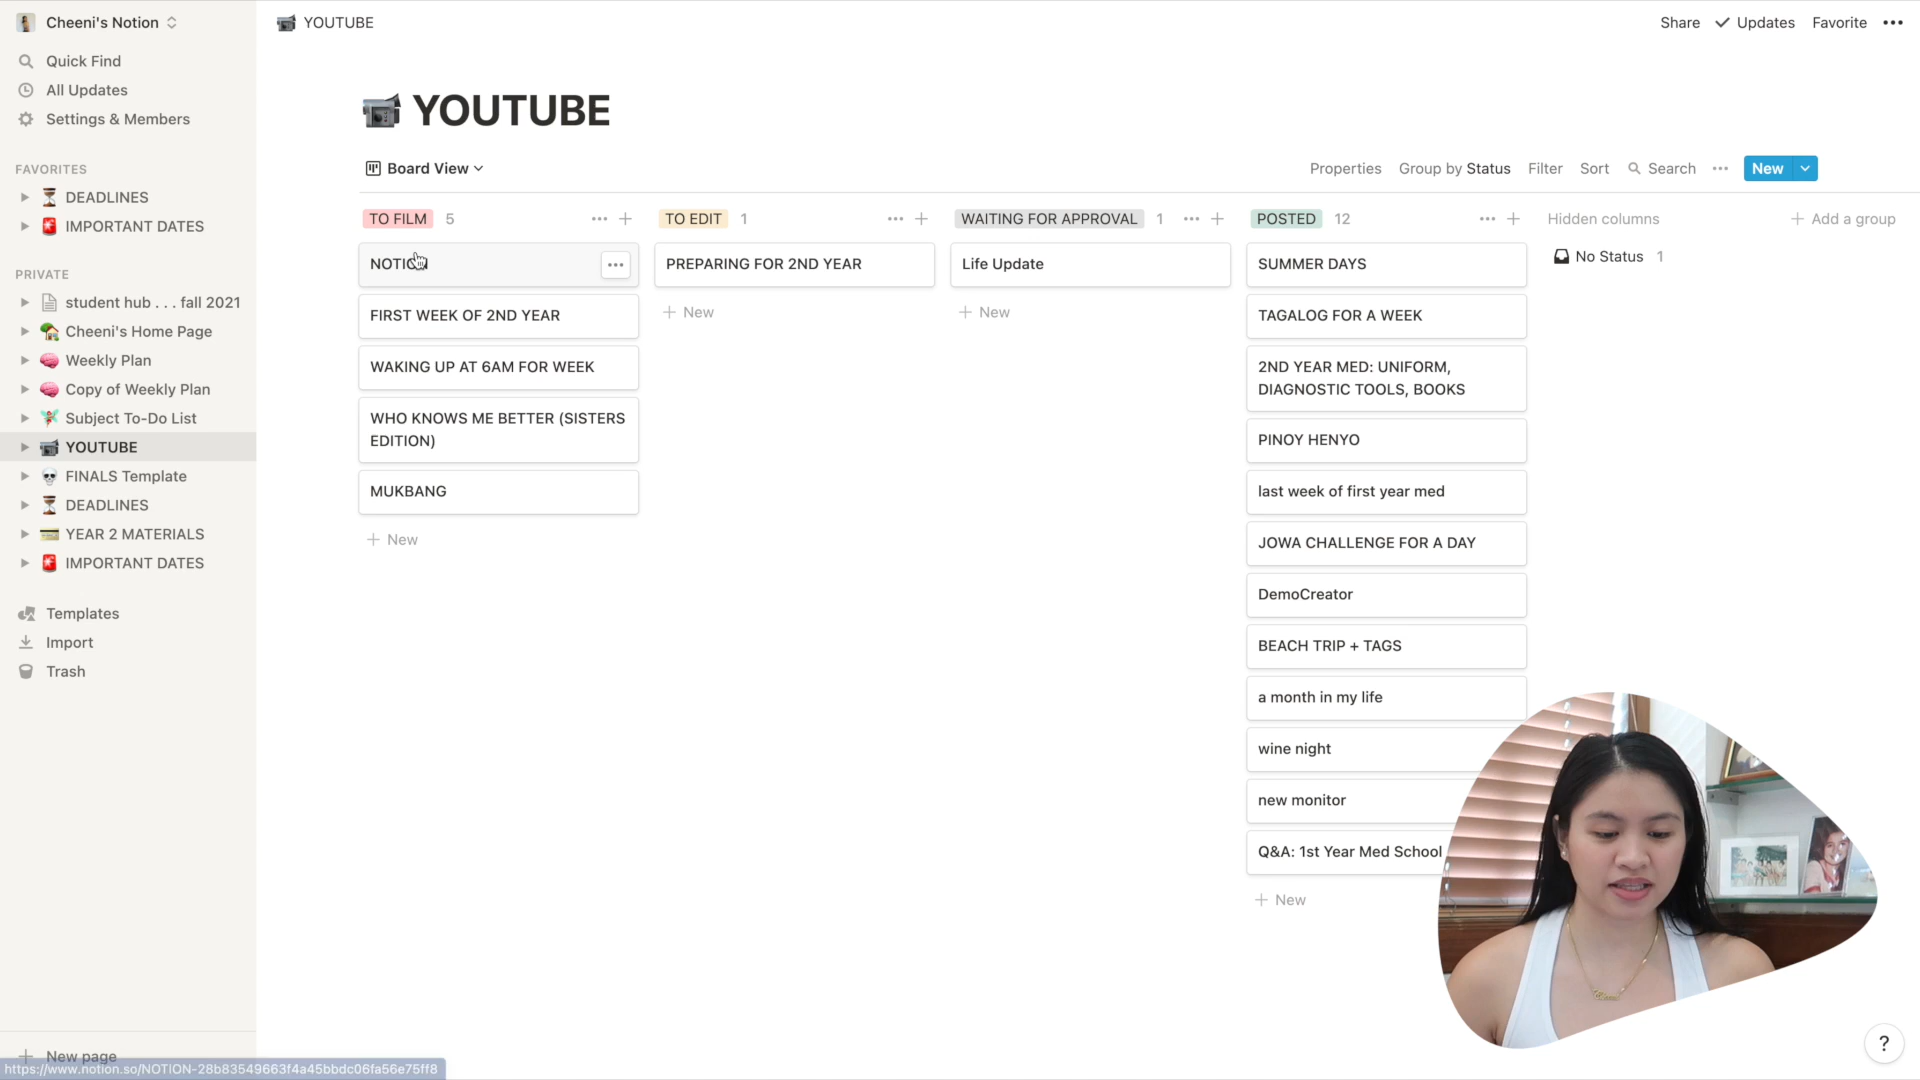 Cheeni's Notion
Quick Find
All Updates
Settings & Members
FAVORITES
DEADLINES
IMPORTANT DATES
PRIVATE
student hub . . . fall 2021
Cheeni's Home Page
Weekly Plan
Copy of Weekly Plan
Subject To-Do List
YOUTUBE
FINALS Template
DEADLINES
YEAR 2 MATERIALS
IMPORTANT DATES
Templates
Import
Trash
New page
https://www.notion.so/NOTION-28b83549663f4a45bbdc06fa56e75ff8
YOUTUBE
Share
Updates
Favorite
YOUTUBE
Board View
Properties
Group by Status
Filter
Sort
Search
New
TO FILM 5
NOTION
FIRST WEEK OF 2ND YEAR
WAKING UP AT 6AM FOR WEEK
WHO KNOWS ME BETTER (SISTERS
EDITION)
MUKBANG
New
TO EDIT 1
PREPARING FOR 2ND YEAR
New
WAITING FOR APPROVAL 1
Life Update
New
POSTED 12
SUMMER DAYS
TAGALOG FOR A WEEK
2ND YEAR MED: UNIFORM,
DIAGNOSTIC TOOLS, BOOKS
PINOY HENYO
last week of first year med
JOWA CHALLENGE FOR A DAY
DemoCreator
BEACH TRIP + TAGS
a month in my life
wine night
new monitor
Q&A: 1st Year Med School
New
Hidden columns
No Status 1
Add a group
?